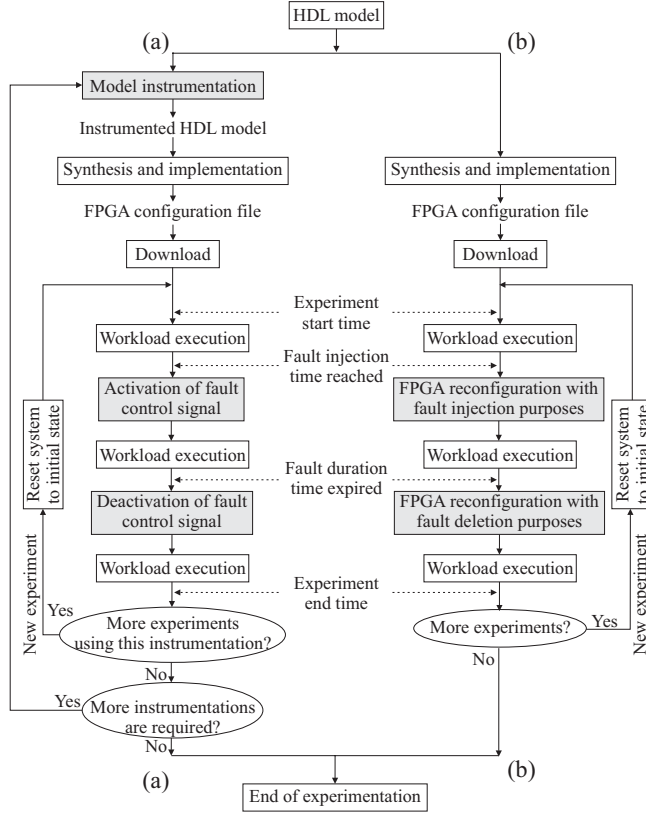 HDL model
(a)
(b)
Model instrumentation
Instrumented HDL model
Synthesis and implementation
Synthesis and implementation
FPGA configuration file
FPGA configuration file
Download
Download
Experiment
start time
Workload execution
Workload execution
Fault injection
time reached
Activation of fault
control signal
FPGA reconfiguration with
fault injection purposes
Workload execution
Workload execution
Fault duration
time expired
Deactivation of fault
control signal
FPGA reconfiguration with
fault deletion purposes
Workload execution
Workload execution
Reset system
to initial state
Reset system
to initial state
New experiment
New experiment
Experiment
end time
Yes
More experiments
using this instrumentation?
More experiments?
Yes
No
No
Yes
More instrumentations
are required?
No
(a)
(b)
End of experimentation